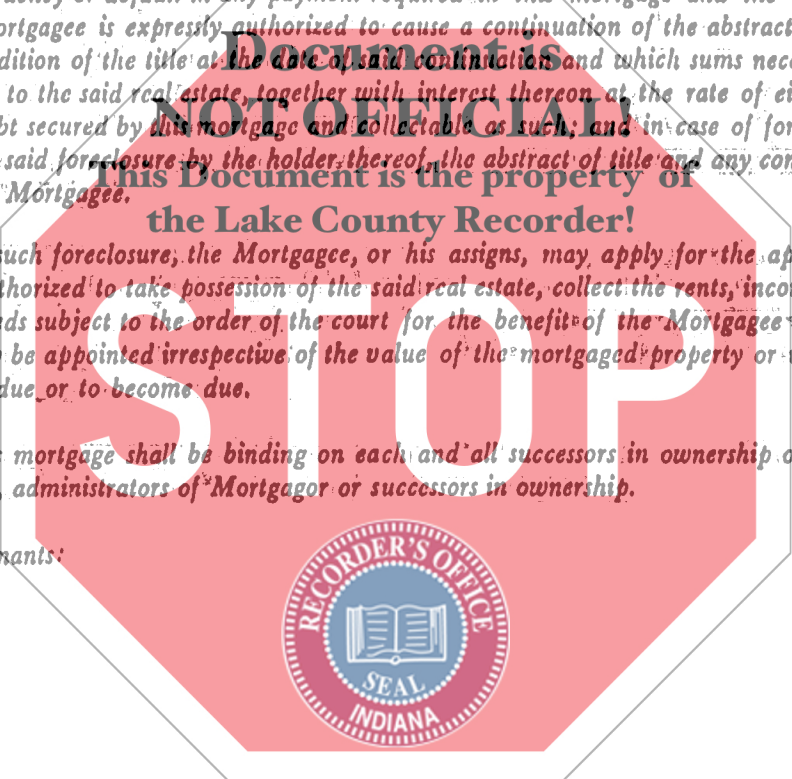 ortgagee is expressly authorized to cause a continuation of the abstract
Document is
dition of the title at the date of said continuation and which sums nec
to the said real estate, together with interest thereon at the rate of ei
NOT OFFICIAL!
bt secured by this mortgage and collectable as such, and in case of for
said foreclosure by the holder thereof, the abstract of title and any con
This Document is the property of
Mortgagee.
the Lake County Recorder!
uch foreclosure, the Mortgagee, or his assigns, may apply for the ap
thorized to take possession of the said real estate, collect the rents, inco
STOP
ds subject to the order of the court for the benefit of the Mortgagee
be appointed irrespective of the value of the mortgaged property or
due or to become due.
mortgage shall be binding on each and all successors in ownership o
, administrators of Mortgagor or successors in ownership.
nants:
RECORDER'S OFFICE
SEAL
INDIANA